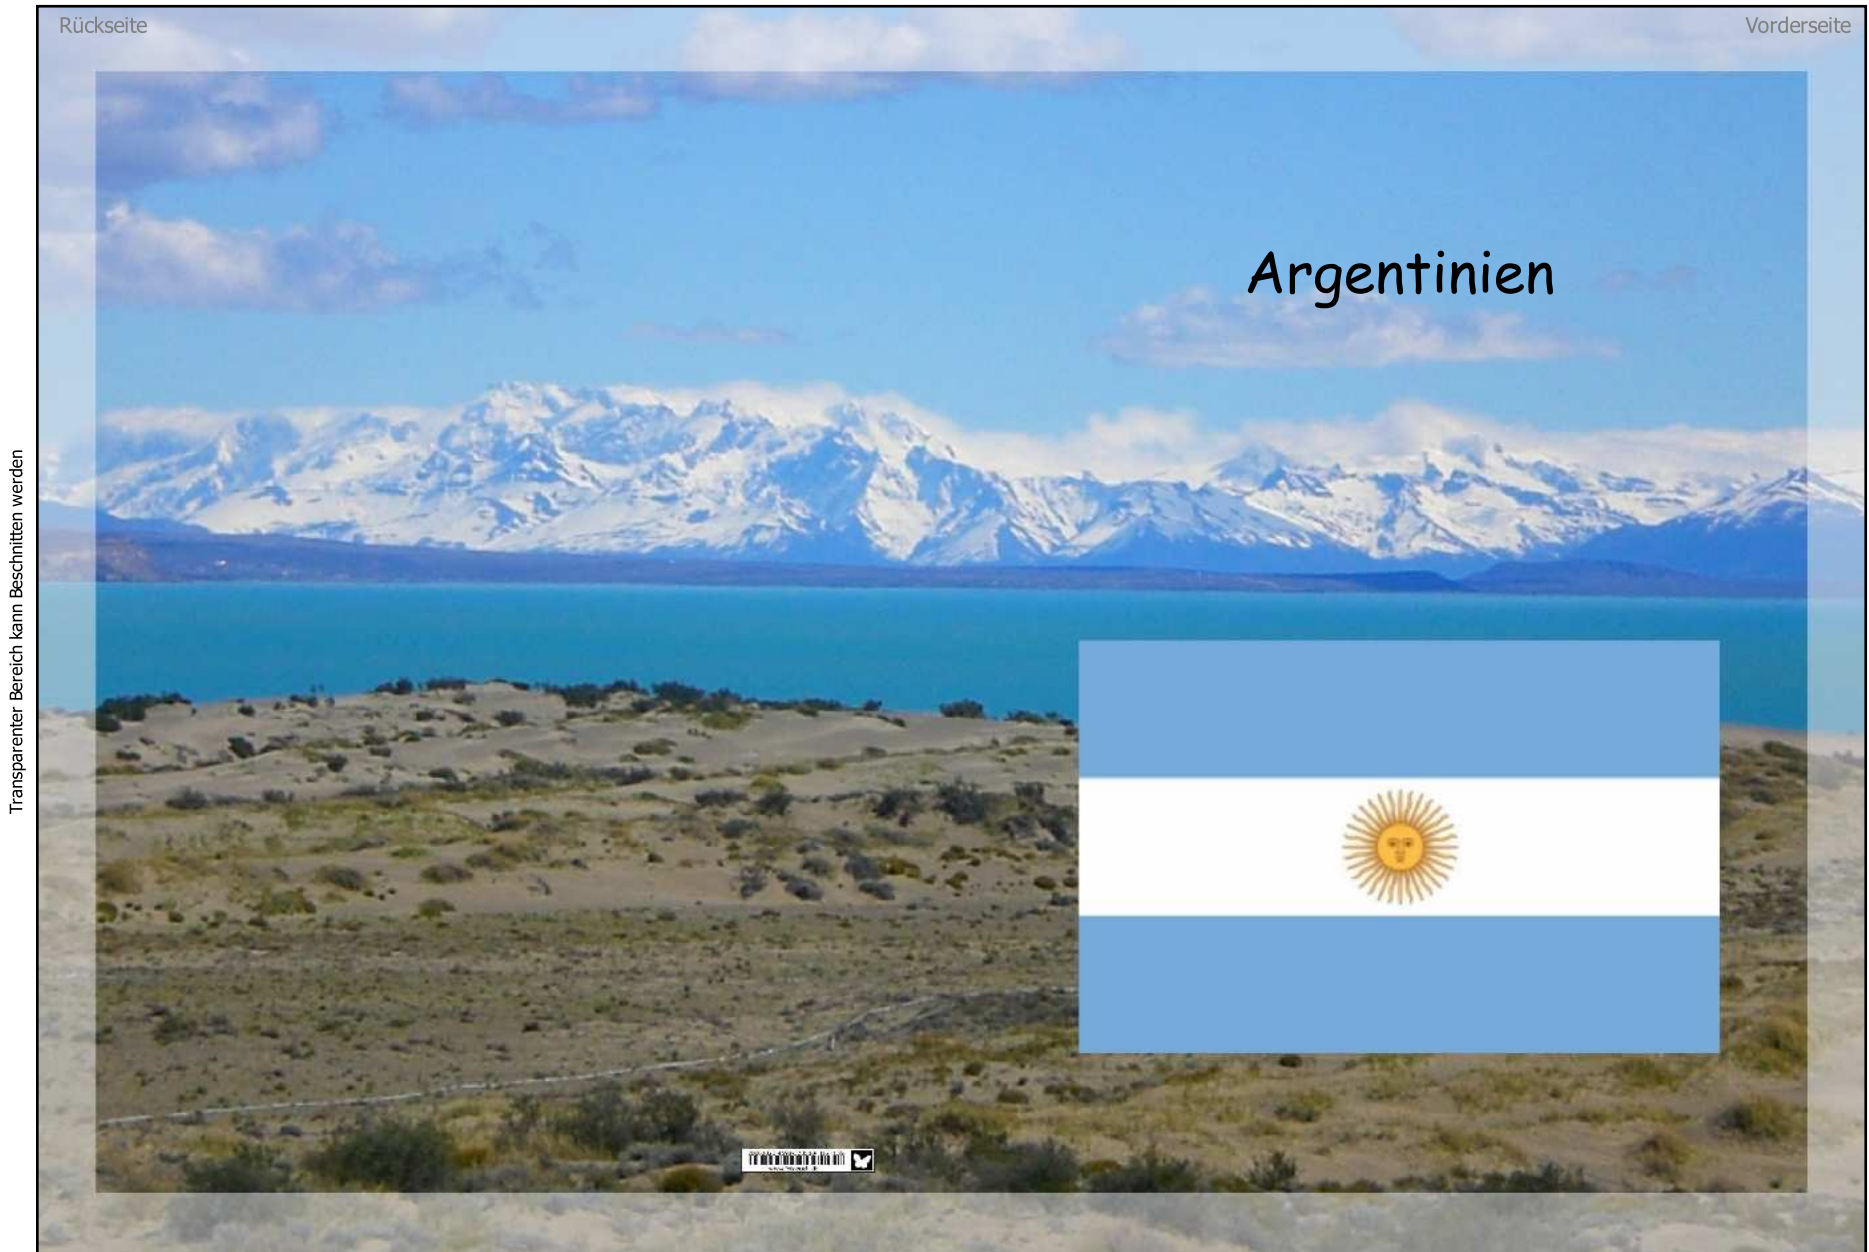 Rückseite
Vorderseite
Argentinien
Transparenter Bereich kann Beschnitten werden